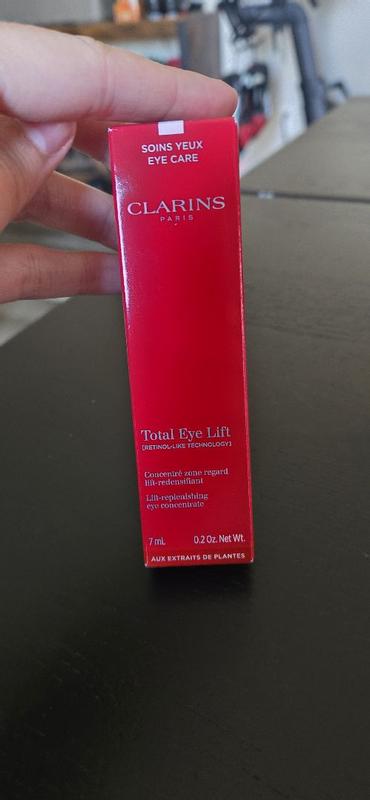 SOINS YEUX
EYE CARE
CLARINS
PARIS
Total Eye Lift
[RETINOL-LIKE TECHNOLOGY]
Concentré zone regard
lift-redensifiant
Lift-replenishing
eye concentrate
7 mL 0.2 Oz. Net Wt.
AUX EXTRAITS DE PLANTES